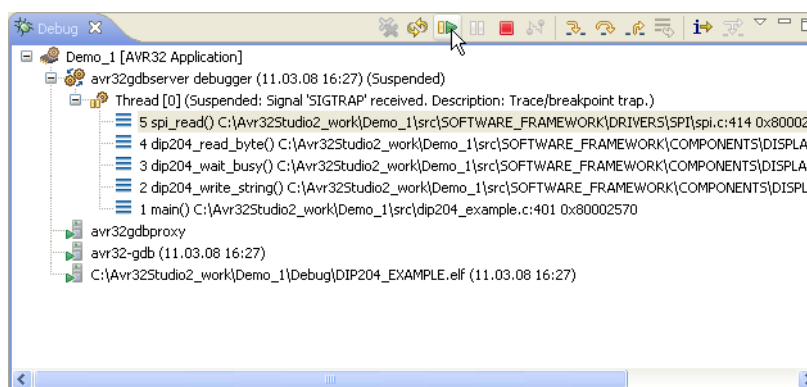 Debug
Demo_1 [AVR32 Application]
avr32gdbserver debugger (11.03.08 16:27) (Suspended)
Thread [0] (Suspended: Signal 'SIGTRAP' received. Description: Trace/breakpoint trap.)
5 spi_read() C:\Avr32Studio2_work\Demo_1\src\SOFTWARE_FRAMEWORK\DRIVERS\SPI\spi.c:414 0x80002
4 dip204_read_byte() C:\Avr32Studio2_work\Demo_1\src\SOFTWARE_FRAMEWORK\COMPONENTS\DISPLA
3 dip204_wait_busy() C:\Avr32Studio2_work\Demo_1\src\SOFTWARE_FRAMEWORK\COMPONENTS\DISPLA
2 dip204_write_string() C:\Avr32Studio2_work\Demo_1\src\SOFTWARE_FRAMEWORK\COMPONENTS\DISPL
1 main() C:\Avr32Studio2_work\Demo_1\src\dip204_example.c:401 0x80002570
avr32gdbproxy
avr32-gdb (11.03.08 16:27)
C:\Avr32Studio2_work\Demo_1\Debug\DIP204_EXAMPLE.elf (11.03.08 16:27)